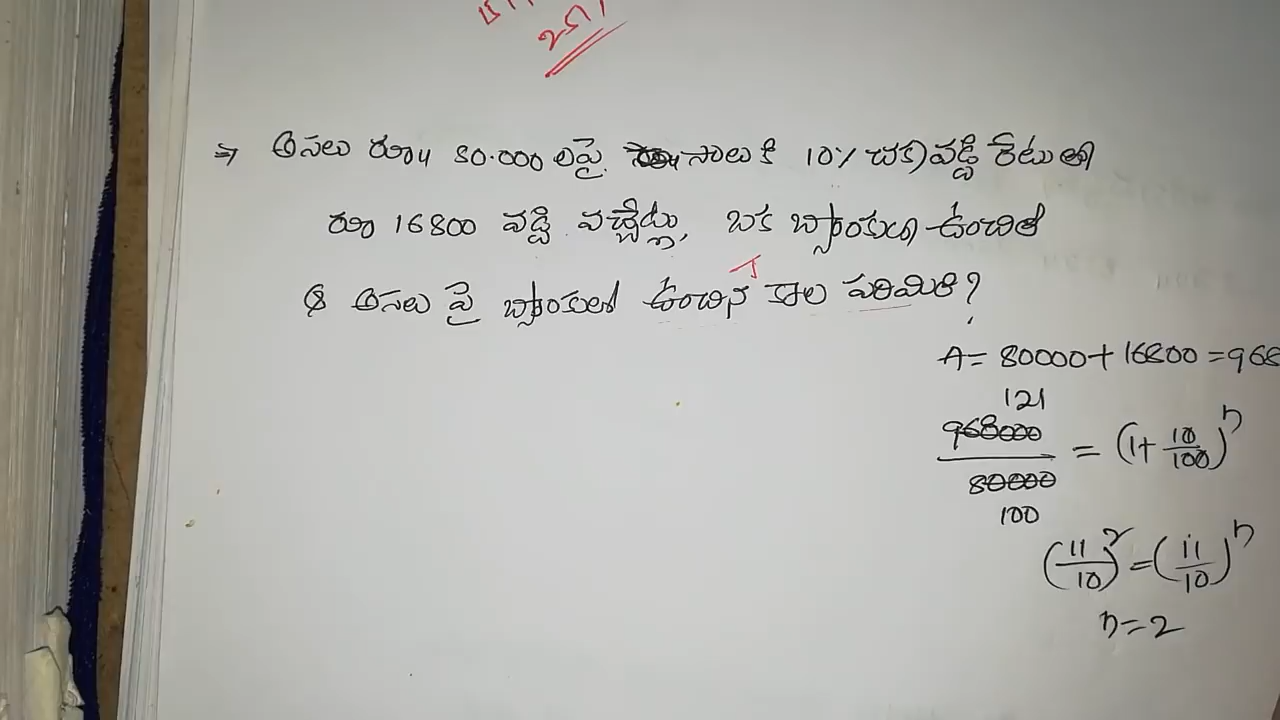 25%
⇒ అసలు రూ॥ 80.000 లపై సాలుకి 10% చక్రవడ్డి రేటుతో
రూ 16800 వడ్డి వచ్చేట్లు, ఒక బ్యాంకులో ఉంచితే
ఆ అసలు పై బ్యాంకులో ఉంచిన కాల పరిమితి?
T
A = 80000 + 16800 = 968
121
968000
80000
100
= (1 + 10/100)^n
(11/10)^2 = (11/10)^n
n = 2